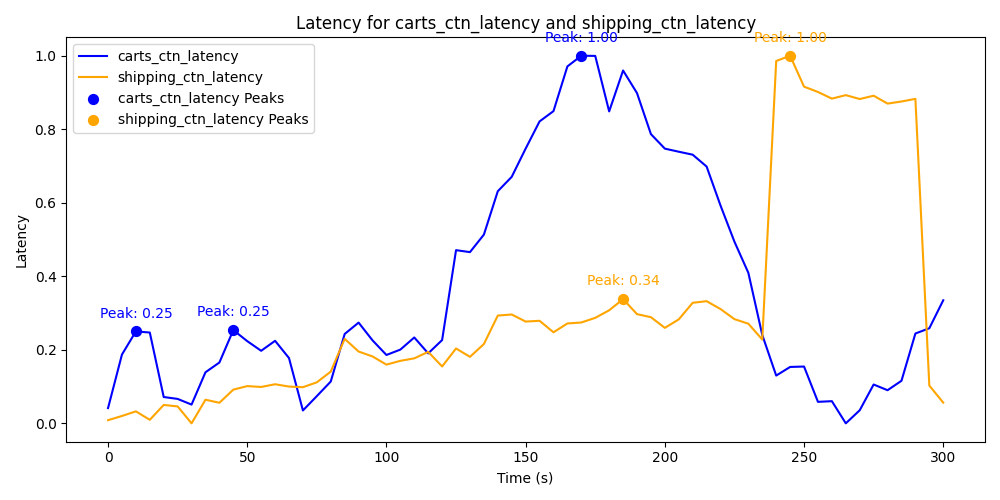 Latency for carts_ctn_latency and shipping_ctn_latency
Peak: 1.00
Peak: 1.00
carts_ctn_latency
shipping_ctn_latency
carts_ctn_latency Peaks
shipping_ctn_latency Peaks
Peak: 0.34
Peak: 0.25
Peak: 0.25
Latency
1.0
0.8
0.6
0.4
0.2
0.0
0
50
100
150
200
250
300
Time (s)